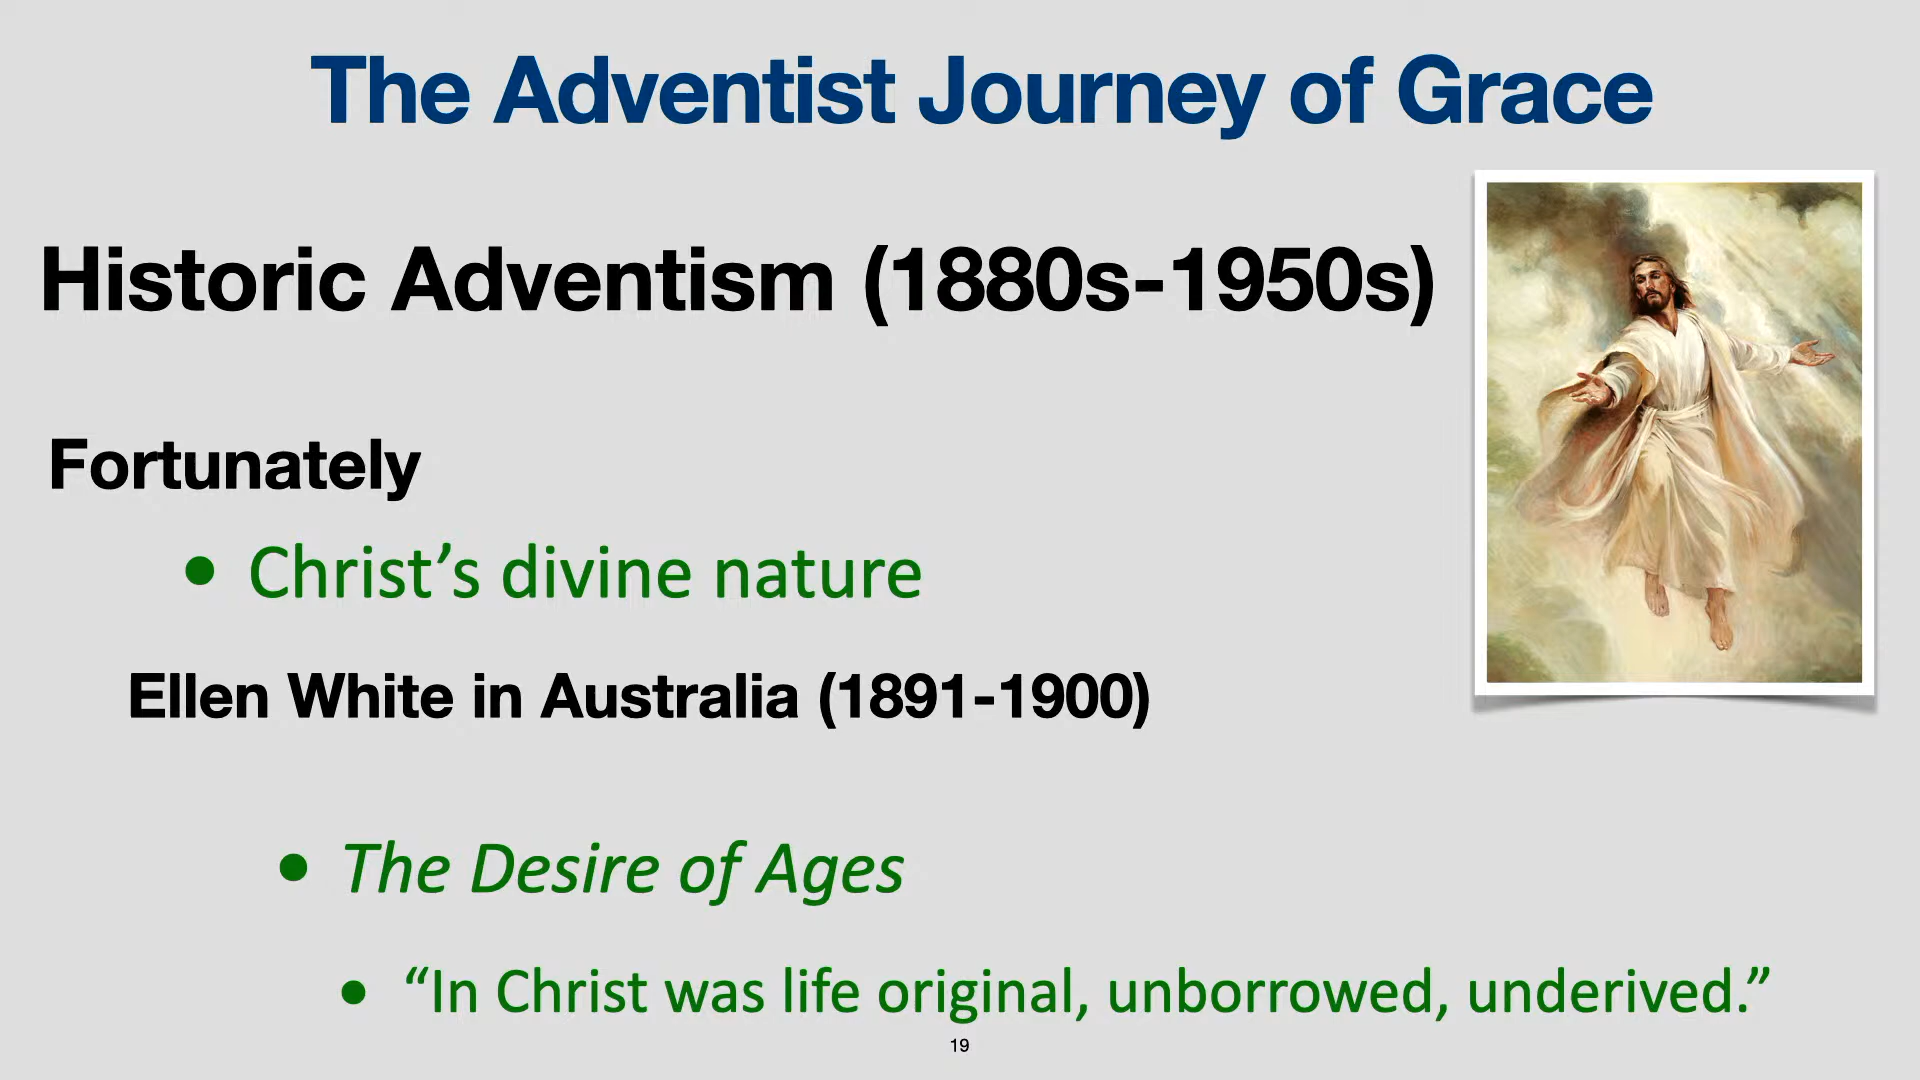 The Adventist Journey of Grace
Historic Adventism (1880s-1950s)
Fortunately
• Christ’s divine nature
Ellen White in Australia (1891-1900)
• The Desire of Ages
• “In Christ was life original, unborrowed, underived.”
19